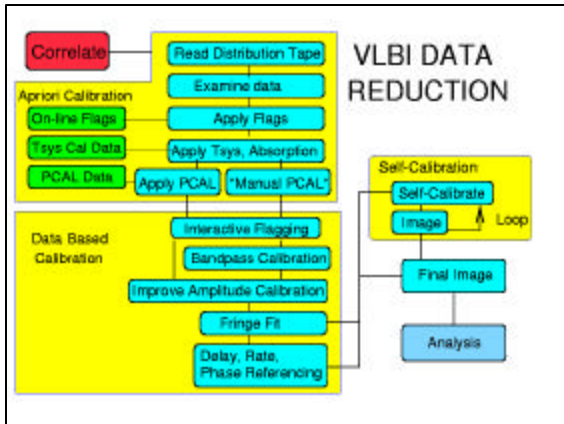 VLBI DATA
REDUCTION
Correlate
Read Distribution Tape
Examine data
Apriori Calibration
On-line Flags
Apply Flags
Tsys Cal Data
Apply Tsys, Absorption
PCAL Data
Apply PCAL
"Manual PCAL"
Data Based
Calibration
Interactive Flagging
Bandpass Calibration
Improve Amplitude Calibration
Fringe Fit
Delay, Rate,
Phase Referencing
Self-Calibration
Self-Calibrate
Image
Loop
Final Image
Analysis